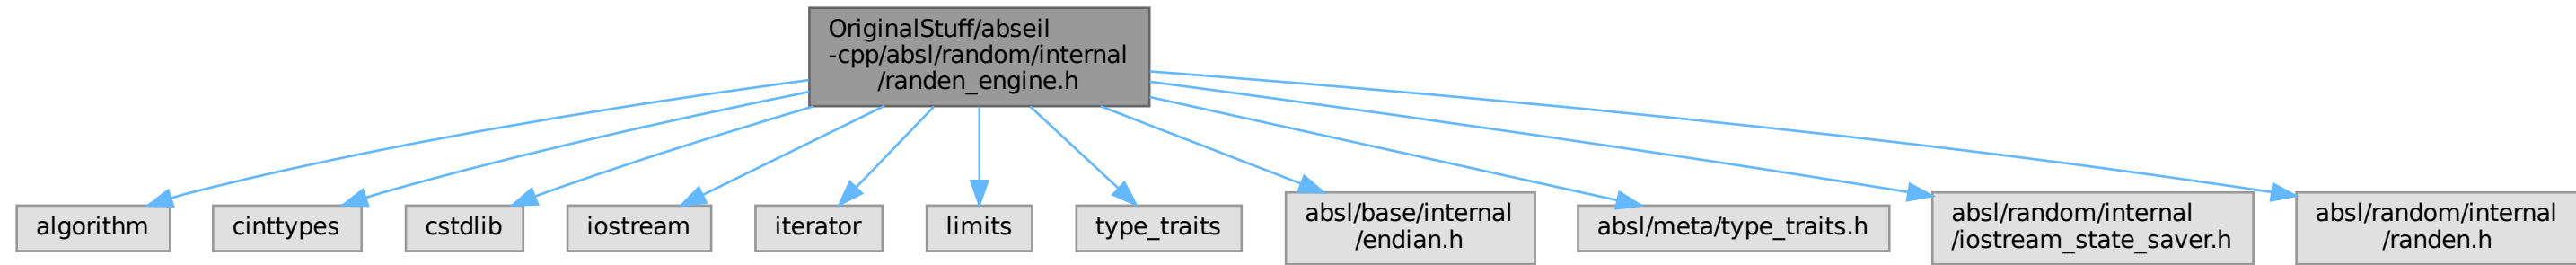 OriginalStuff/abseil
-cpp/absl/random/internal
/randen_engine.h
algorithm
cinttypes
cstdlib
iostream
iterator
limits
type_traits
absl/base/internal
/endian.h
absl/meta/type_traits.h
absl/random/internal
/iostream_state_saver.h
absl/random/internal
/randen.h